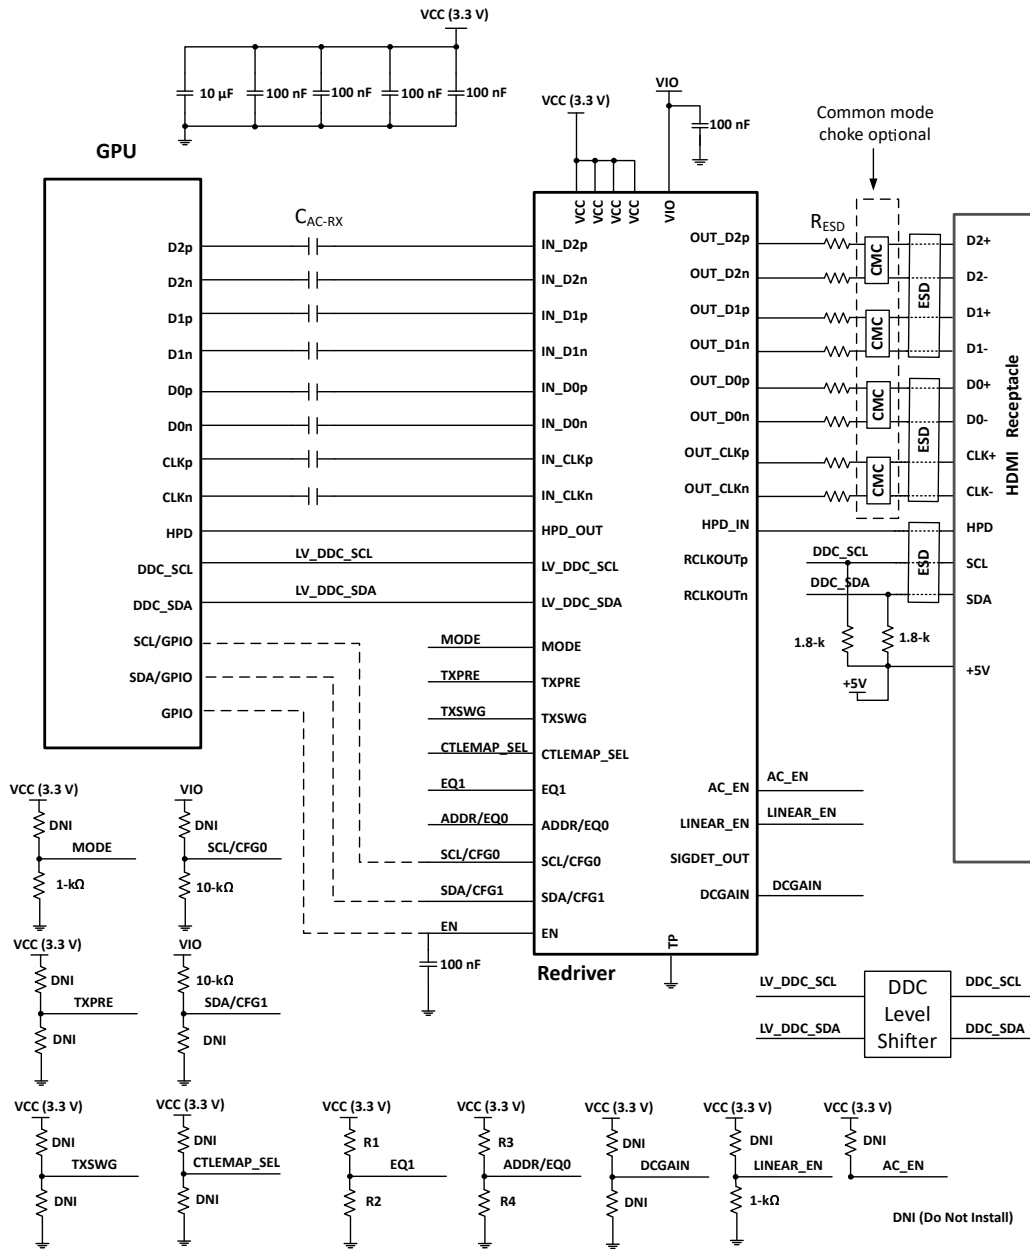 VCC (3.3 V)
10 µF
100 nF
100 nF
100 nF
100 nF
VCC (3.3 V)
VIO
100 nF
Common mode
choke optional
GPU
C AC-RX
VCC
VCC
VCC
VCC
VIO
R ESD
D2p
IN_D2p
OUT_D2p
CMC
D2+
D2n
IN_D2n
OUT_D2n
D2-
ESD
D1p
IN_D1p
OUT_D1p
CMC
D1+
D1n
IN_D1n
OUT_D1n
D1-
D0p
IN_D0p
OUT_D0p
CMC
D0+
D0n
IN_D0n
OUT_D0n
D0-
ESD
CLKp
IN_CLKp
OUT_CLKp
CMC
CLK+
CLKn
IN_CLKn
OUT_CLKn
CLK-
HDMI Receptacle
HPD
HPD_OUT
HPD_IN
HPD
DDC_SCL
LV_DDC_SCL
LV_DDC_SCL
RCLKOUTp
DDC_SCL
ESD
SCL
DDC_SDA
LV_DDC_SDA
LV_DDC_SDA
RCLKOUTn
DDC_SDA
SDA
SCL/GPIO
MODE
MODE
1.8-k
1.8-k
SDA/GPIO
TXPRE
TXPRE
+5V
+5V
GPIO
TXSWG
TXSWG
CTLEMAP_SEL
CTLEMAP_SEL
EQ1
EQ1
AC_EN
AC_EN
ADDR/EQ0
ADDR/EQ0
LINEAR_EN
LINEAR_EN
SCL/CFG0
SCL/CFG0
SIGDET_OUT
SDA/CFG1
SDA/CFG1
DCGAIN
DCGAIN
EN
EN
TP
100 nF
Redriver
VCC (3.3 V)
DNI
MODE
1-kΩ
VIO
DNI
SCL/CFG0
10-kΩ
VCC (3.3 V)
DNI
TXPRE
DNI
VIO
10-kΩ
SDA/CFG1
DNI
LV_DDC_SCL
LV_DDC_SDA
DDC
Level
Shifter
DDC_SCL
DDC_SDA
VCC (3.3 V)
DNI
TXSWG
DNI
VCC (3.3 V)
DNI
CTLEMAP_SEL
DNI
VCC (3.3 V)
R1
EQ1
R2
VCC (3.3 V)
R3
ADDR/EQ0
R4
VCC (3.3 V)
DNI
DCGAIN
DNI
VCC (3.3 V)
DNI
LINEAR_EN
1-kΩ
VCC (3.3 V)
DNI
AC_EN
DNI (Do Not Install)